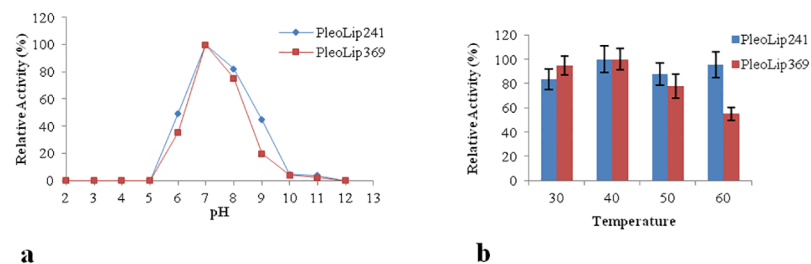 120
100
80
60
40
20
0
Relative Activity (%)
2 3 4 5 6 7 8 9 10 11 12 13
pH
PleoLip241
PleoLip369
a
120
100
80
60
40
20
0
Relative Activity (%)
30 40 50 60
Temperature
PleoLip241
PleoLip369
b